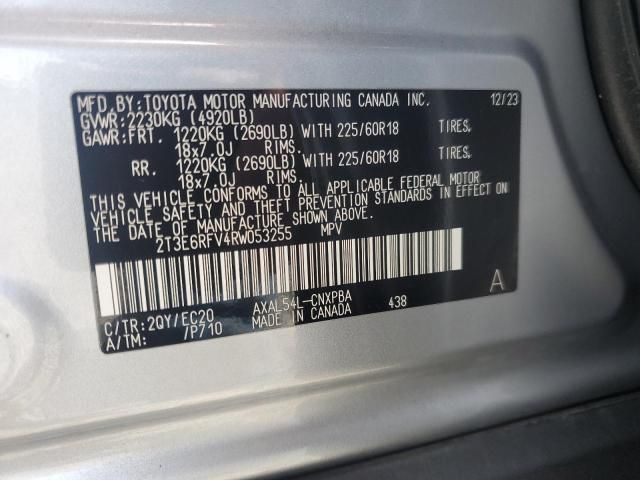 MFD.BY:TOYOTA MOTOR MANUFACTURING CANADA INC. 12/23
GVWR:2230KG (4920LB)
GAWR:FRT. 1220KG (2690LB) WITH 225/60R18 TIRES.
18x7.0J RIMS.
RR. 1220KG (2690LB) WITH 225/60R18 TIRES.
18x7.0J RIMS.
THIS VEHICLE CONFORMS TO ALL APPLICABLE FEDERAL MOTOR
VEHICLE SAFETY AND THEFT PREVENTION STANDARDS IN EFFECT ON
THE DATE OF MANUFACTURE SHOWN ABOVE.
2T3E6RFV4RW053255 MPV
A
C/TR:2QY/EC20 AXAL54L-CNXPBA 438
A/TM: 7P710 MADE IN CANADA